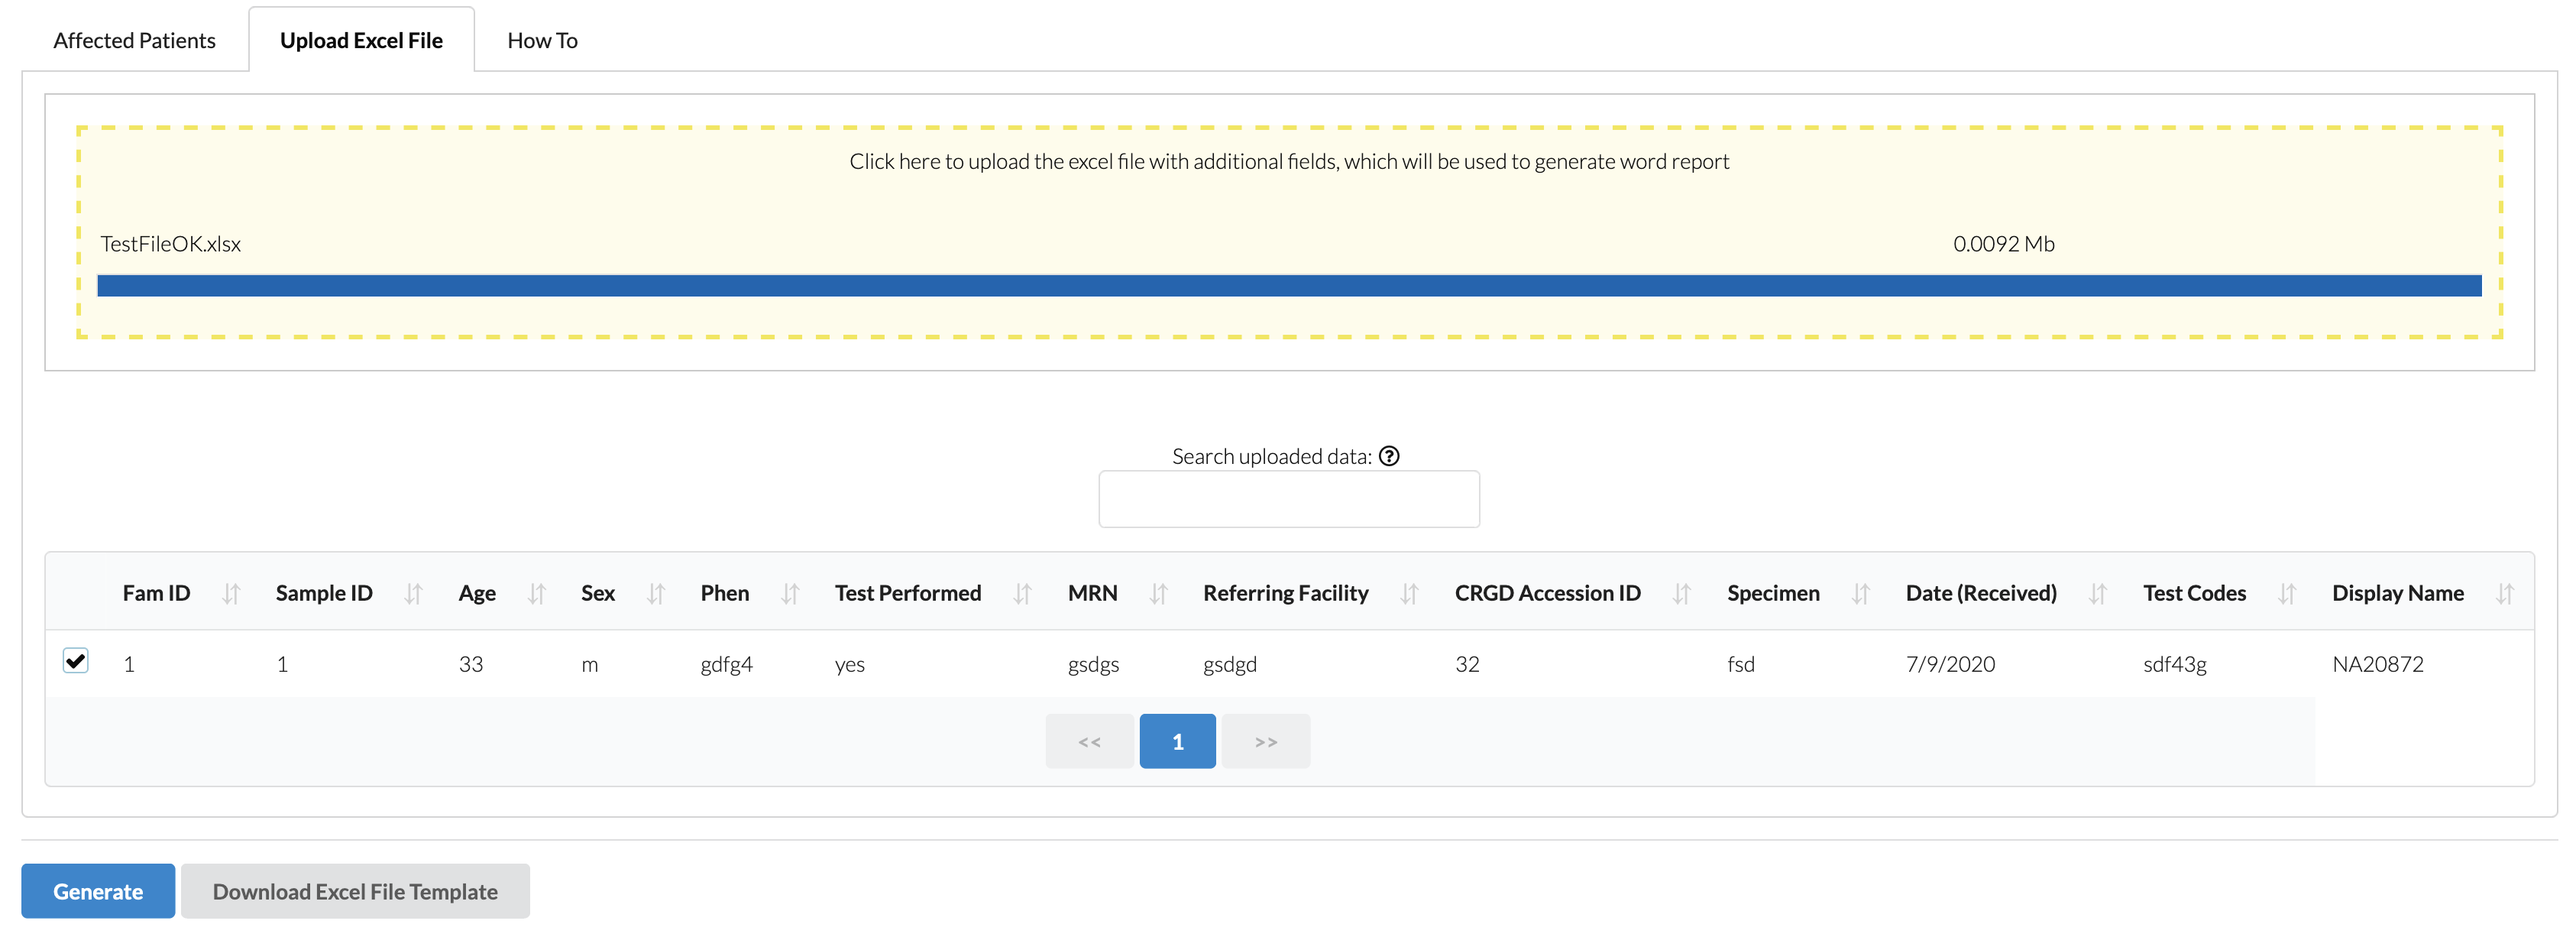 Affected Patients Upload Excel File How To
Click here to upload the excel file with additional fields, which will be used to generate word report
TestFileOK.xlsx 0.0092 Mb
Search uploaded data: ?
Fam ID Sample ID Age Sex Phen Test Performed MRN Referring Facility CRGD Accession ID Specimen Date (Received) Test Codes Display Name
1 1 33 m gdfg4 yes gsdgs gsdgd 32 fsd 7/9/2020 sdf43g NA20872
<< 1 >>
Generate Download Excel File Template